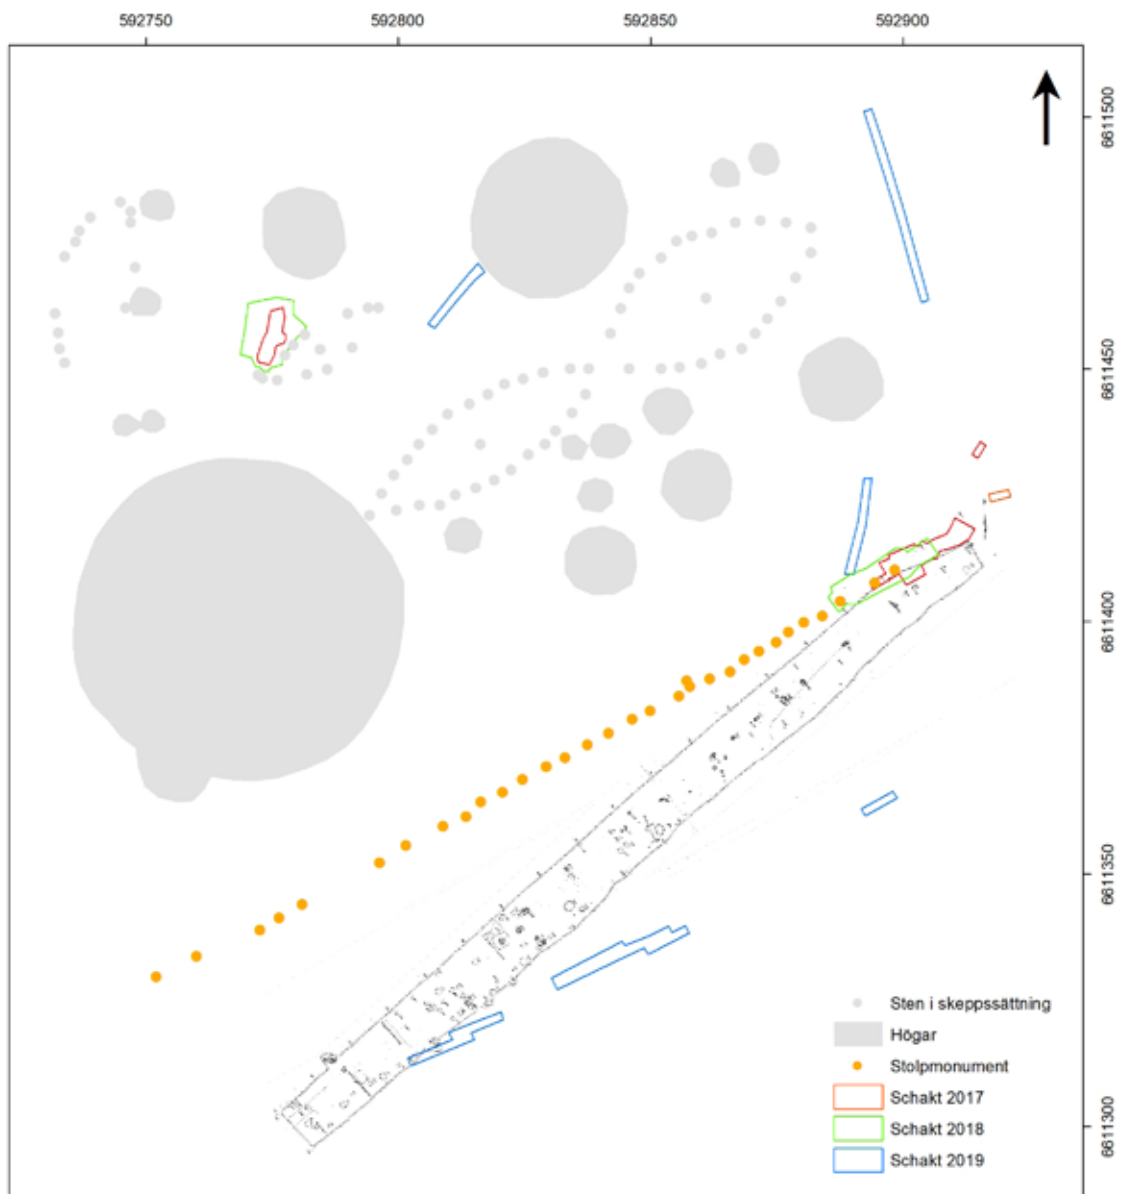 592750 592800 592850 592900
6611500
6611450
6611400
6611350
6611300
Sten i skeppssättning
Högar
Stolpmonument
Schakt 2017
Schakt 2018
Schakt 2019